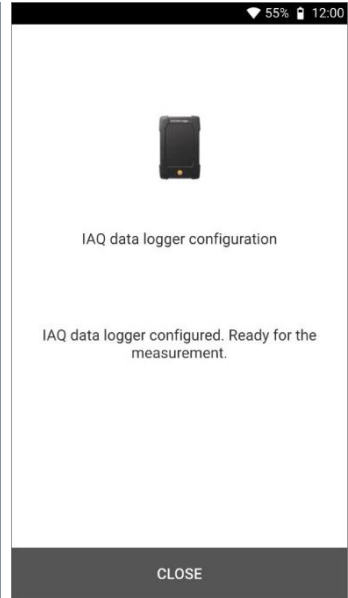 55% 12:00
IAQ data logger configuration
IAQ data logger configured. Ready for the
measurement.
CLOSE